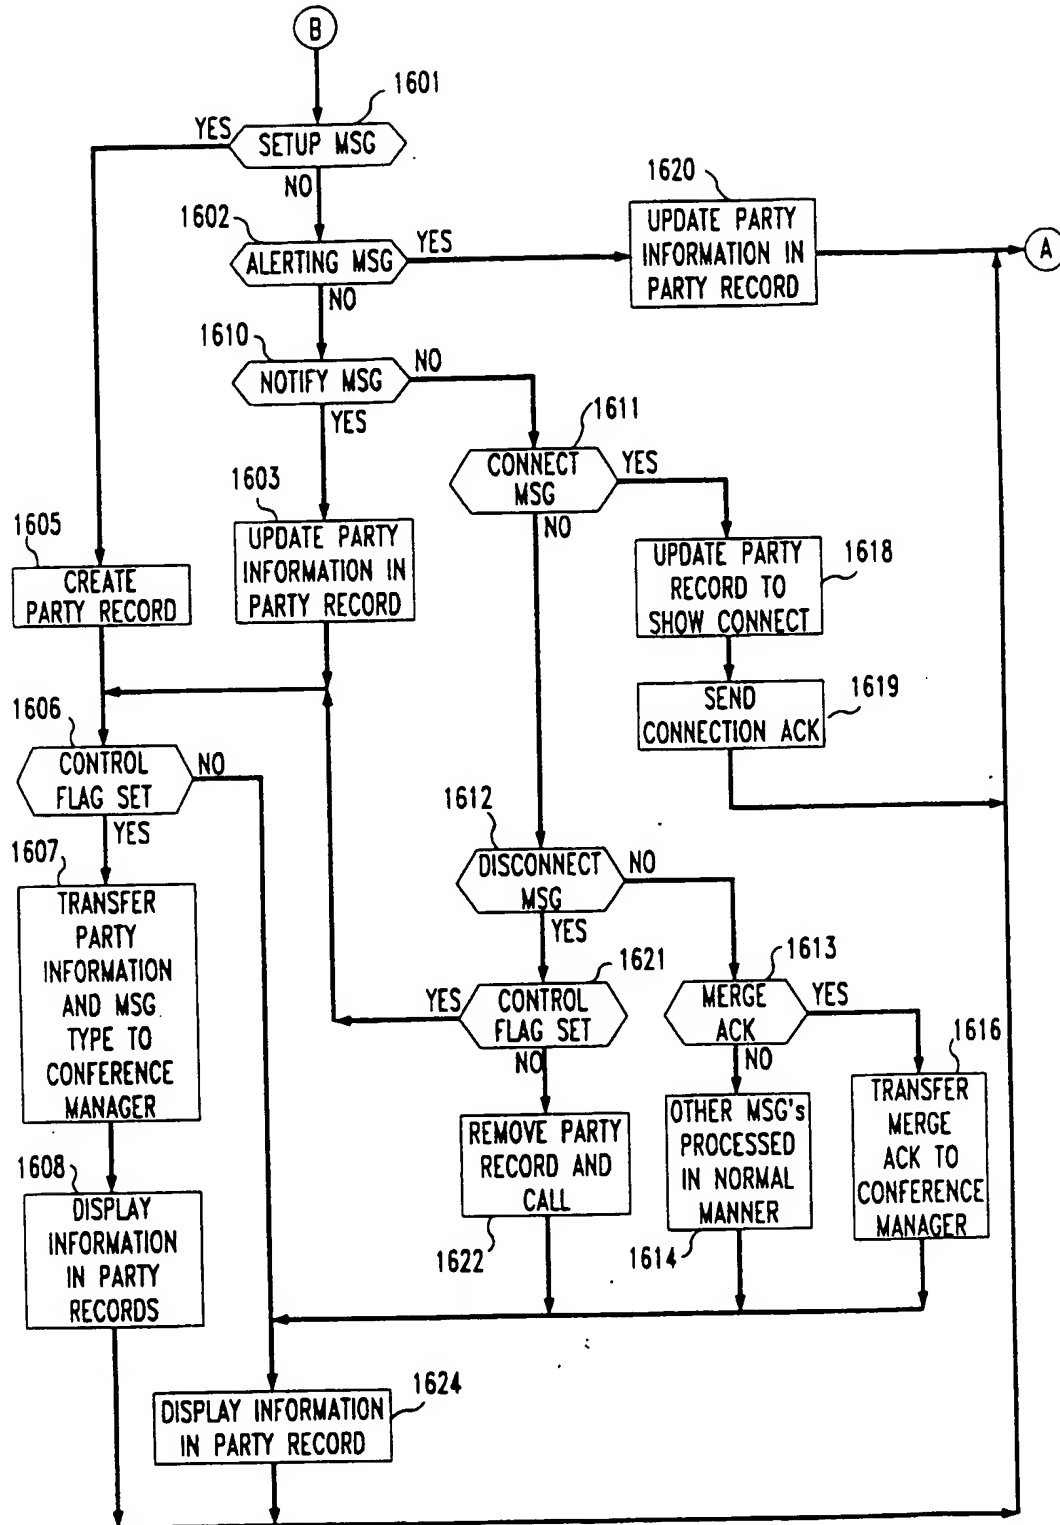 B
1601
YES
SETUP MSG
NO
1602
ALERTING MSG
YES
NO
1620
UPDATE PARTY
INFORMATION IN
PARTY RECORD
A
1610
NOTIFY MSG
NO
YES
1611
CONNECT
MSG
YES
NO
1603
UPDATE PARTY
INFORMATION IN
PARTY RECORD
1605
CREATE
PARTY RECORD
UPDATE PARTY
RECORD TO
SHOW CONNECT
1618
SEND
CONNECTION ACK
1619
1606
CONTROL
FLAG SET
NO
YES
1612
DISCONNECT
MSG
NO
YES
1607
TRANSFER
PARTY
INFORMATION
AND MSG
TYPE TO
CONFERENCE
MANAGER
1621
YES
CONTROL
FLAG SET
NO
1613
MERGE
ACK
YES
NO
1616
TRANSFER
MERGE
ACK TO
CONFERENCE
MANAGER
REMOVE PARTY
RECORD AND
CALL
1622
OTHER MSG's
PROCESSED
IN NORMAL
MANNER
1614
1608
DISPLAY
INFORMATION
IN PARTY
RECORDS
1624
DISPLAY INFORMATION
IN PARTY RECORD